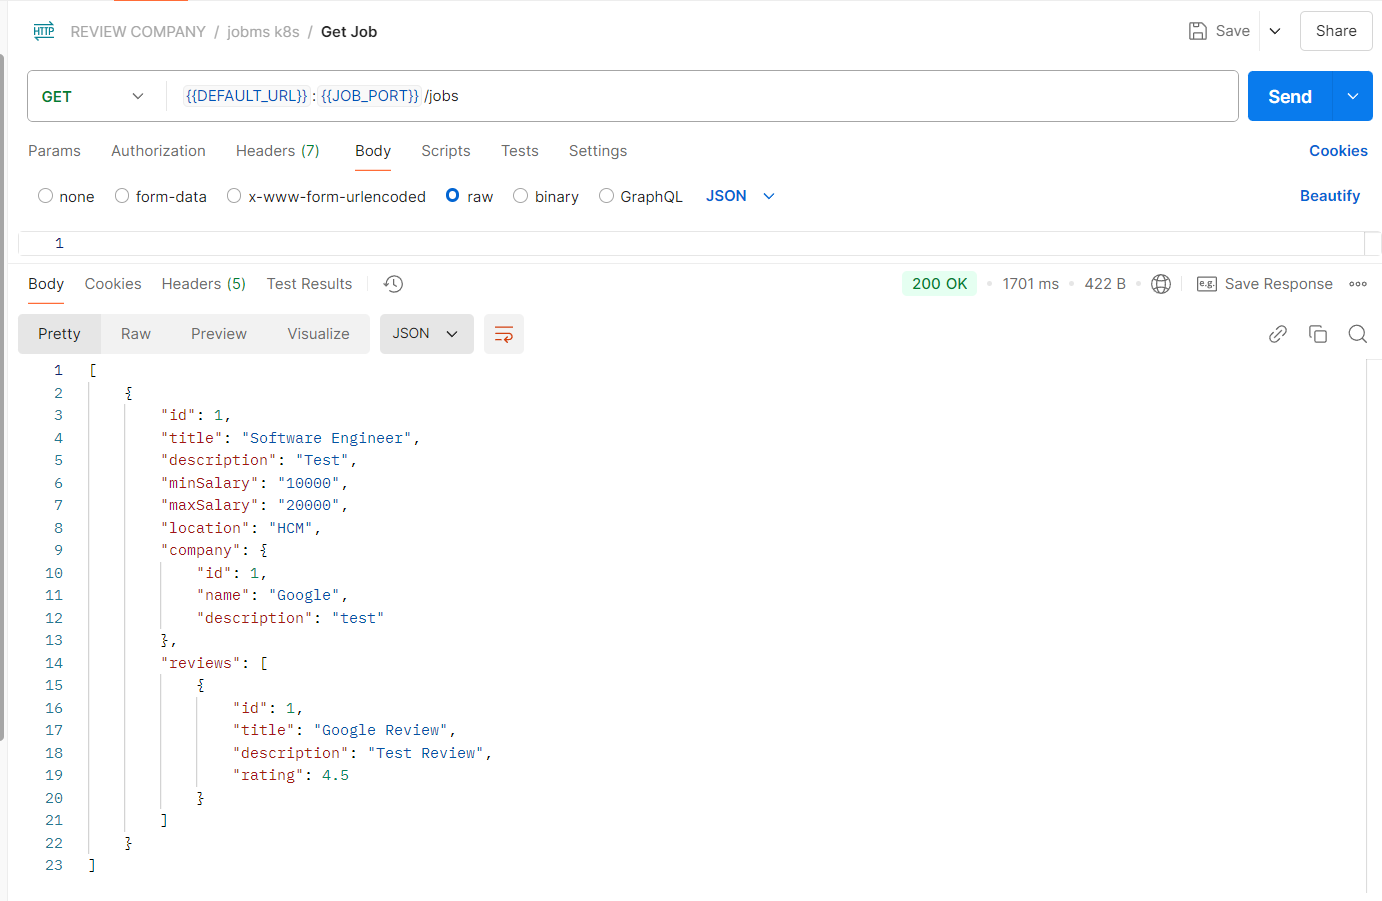 HTTP REVIEW COMPANY / jobms k8s / Get Job Save Share
GET {{DEFAULT_URL}}:{{JOB_PORT}}/jobs Send
Params Authorization Headers (7) Body Scripts Tests Settings Cookies
none form-data x-www-form-urlencoded raw binary GraphQL JSON Beautify
1
Body Cookies Headers (5) Test Results 200 OK 1701 ms 422 B e.g. Save Response
Pretty Raw Preview Visualize JSON
1 [
2 {
3 "id": 1,
4 "title": "Software Engineer",
5 "description": "Test",
6 "minSalary": "10000",
7 "maxSalary": "20000",
8 "location": "HCM",
9 "company": {
10 "id": 1,
11 "name": "Google",
12 "description": "test"
13 },
14 "reviews": [
15 {
16 "id": 1,
17 "title": "Google Review",
18 "description": "Test Review",
19 "rating": 4.5
20 }
21 ]
22 }
23 ]